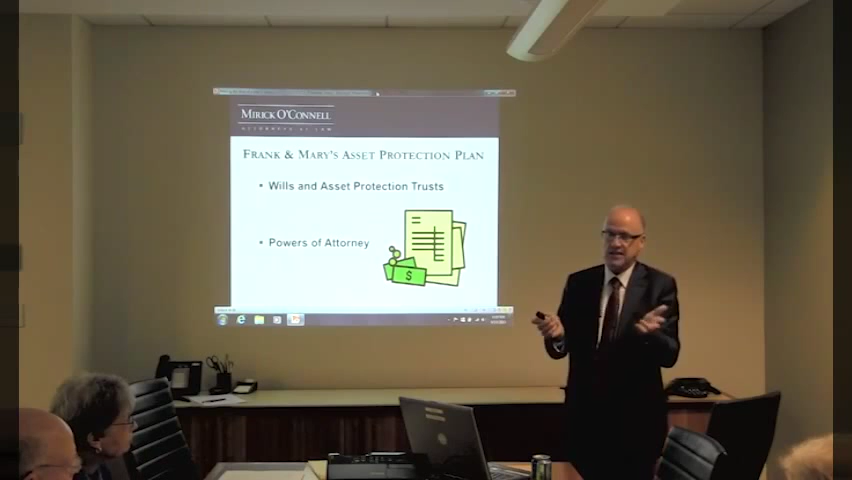 MIRICK O'CONNELL
ATTORNEYS AT LAW
FRANK & MARY'S ASSET PROTECTION PLAN
• Wills and Asset Protection Trusts
• Powers of Attorney
$